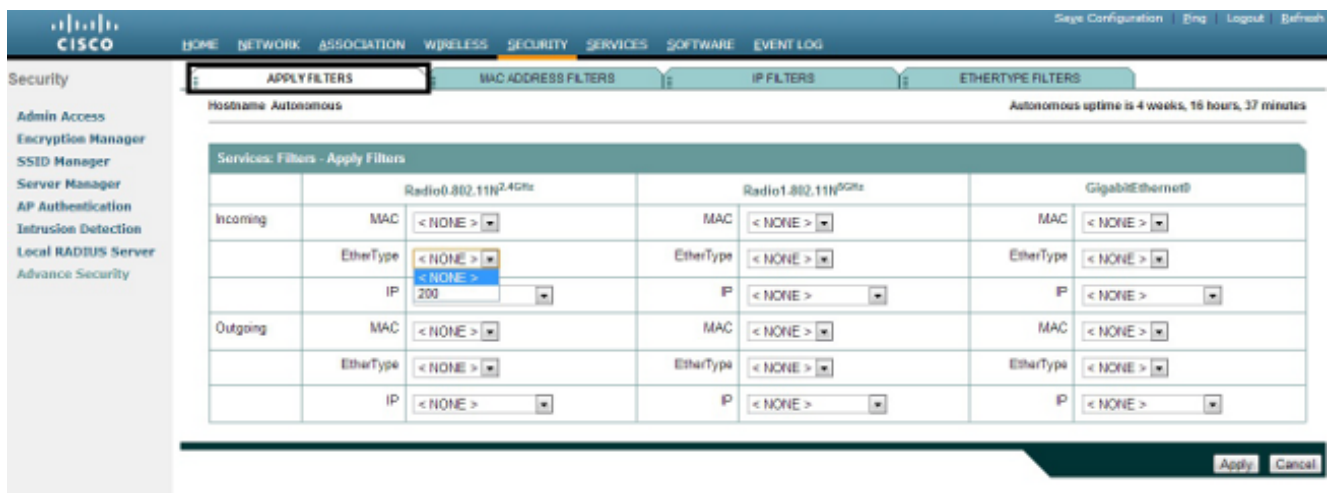 Save Configuration | Ping | Logout | Refresh
CISCO
HOME NETWORK ASSOCIATION WIRELESS SECURITY SERVICES SOFTWARE EVENT LOG
Security
APPLY FILTERS MAC ADDRESS FILTERS IP FILTERS ETHERTYPE FILTERS
Admin Access
Encryption Manager
SSID Manager
Server Manager
AP Authentication
Intrusion Detection
Local RADIUS Server
Advance Security
Hostname Autonomous Autonomous uptime is 4 weeks, 16 hours, 37 minutes
Services: Filters - Apply Filters
Radio0-802.11N2.4GHz Radio1-802.11N5GHz GigabitEthernet0
Incoming MAC < NONE > MAC < NONE > MAC < NONE >
EtherType < NONE > EtherType < NONE > EtherType < NONE >
< NONE >
200
IP IP < NONE > IP < NONE >
Outgoing MAC < NONE > MAC < NONE > MAC < NONE >
EtherType < NONE > EtherType < NONE > EtherType < NONE >
IP < NONE > IP < NONE > IP < NONE >
Apply Cancel